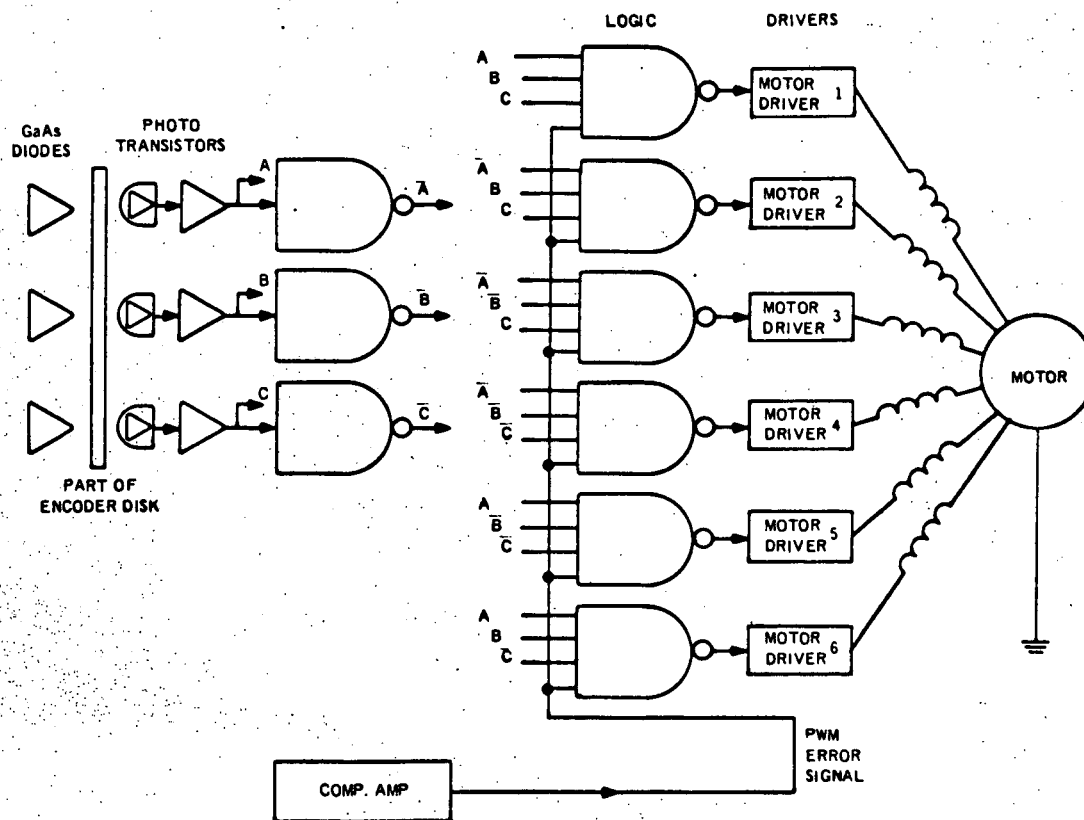 LOGIC
DRIVERS
GaAs
DIODES
PHOTO
TRANSISTORS
A
Ā
B
B̄
C
C̄
PART OF
ENCODER DISK
A
B
C
MOTOR
DRIVER 1
Ā
B
C
MOTOR
DRIVER 2
Ā
B̄
C
MOTOR
DRIVER 3
Ā
B̄
C̄
MOTOR
DRIVER 4
A
B̄
C̄
MOTOR
DRIVER 5
A
B
C̄
MOTOR
DRIVER 6
MOTOR
PWM
ERROR
SIGNAL
COMP. AMP